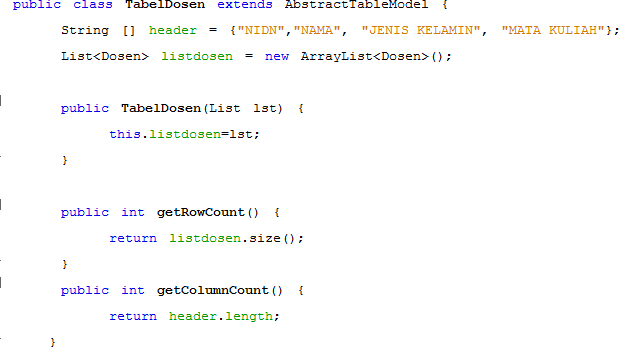 public class TabelDosen extends AbstractTableModel {
String [] header = {"NIDN","NAMA", "JENIS KELAMIN", "MATA KULIAH"};
List<Dosen> listdosen = new ArrayList<Dosen>();
public TabelDosen(List lst) {
this.listdosen=lst;
}
public int getRowCount() {
return listdosen.size();
}
public int getColumnCount() {
return header.length;
}